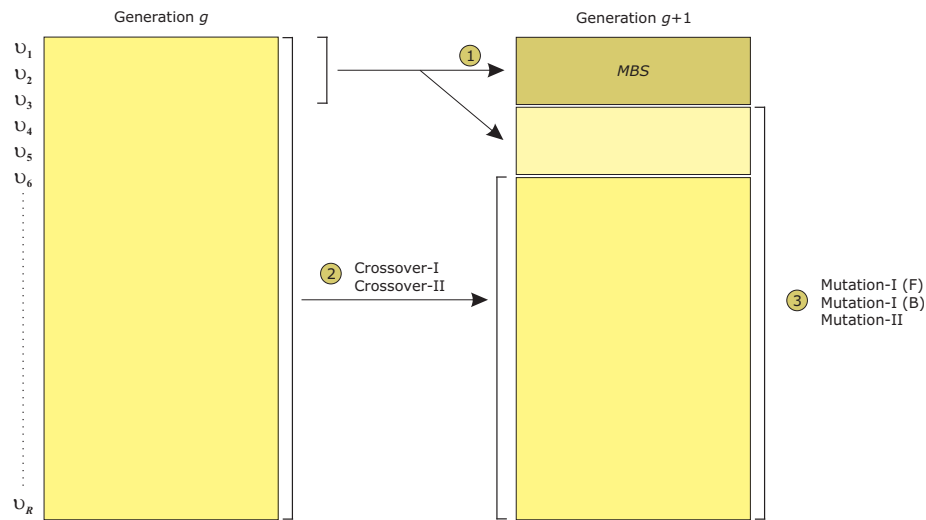 Generation g
Generation g+1
υ1
υ2
υ3
υ4
υ5
υ6
υR
1
MBS
2
Crossover-I
Crossover-II
3
Mutation-I (F)
Mutation-I (B)
Mutation-II